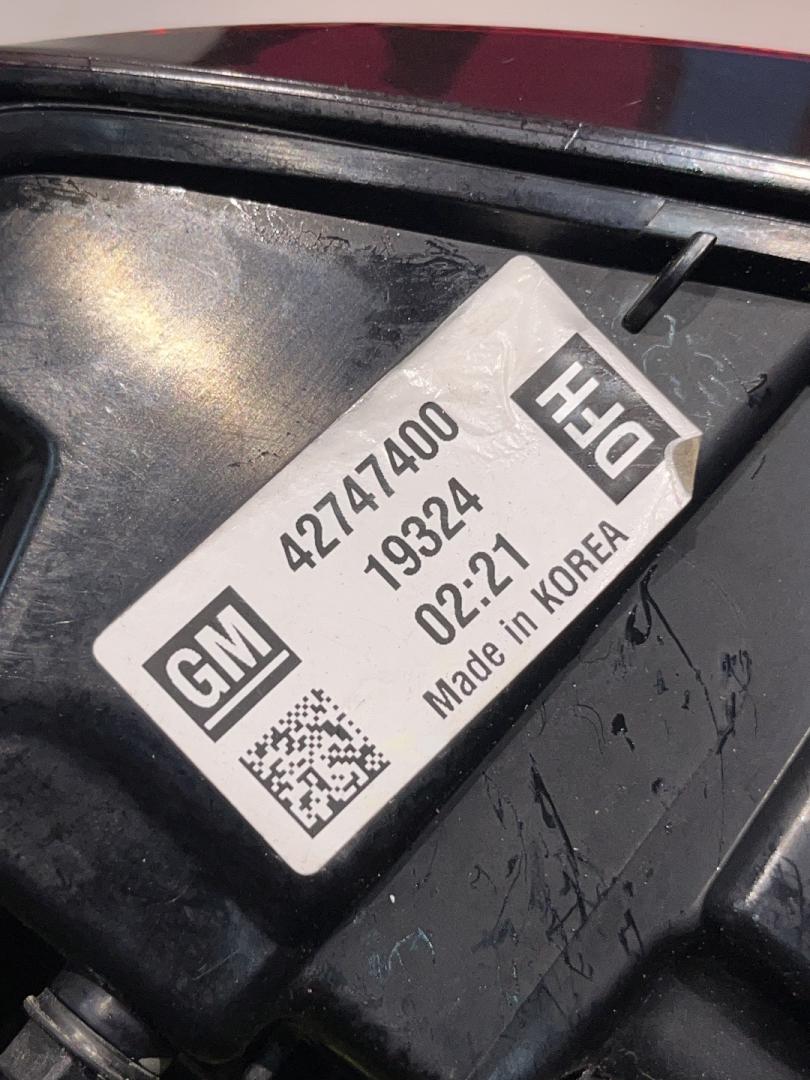 42747400
19324
02:21
Made in KOREA
GM
DFH